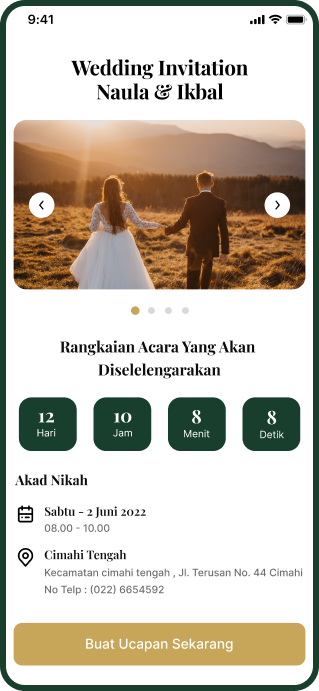 9:41
Wedding Invitation
Naula & Ikbal
Rangkaian Acara Yang Akan
Diselelengarakan
12
Hari
10
Jam
8
Menit
8
Detik
Akad Nikah
Sabtu - 2 Juni 2022
08.00 - 10.00
Cimahi Tengah
Kecamatan cimahi tengah , Jl. Terusan No. 44 Cimahi
No Telp : (022) 6654592
Buat Ucapan Sekarang